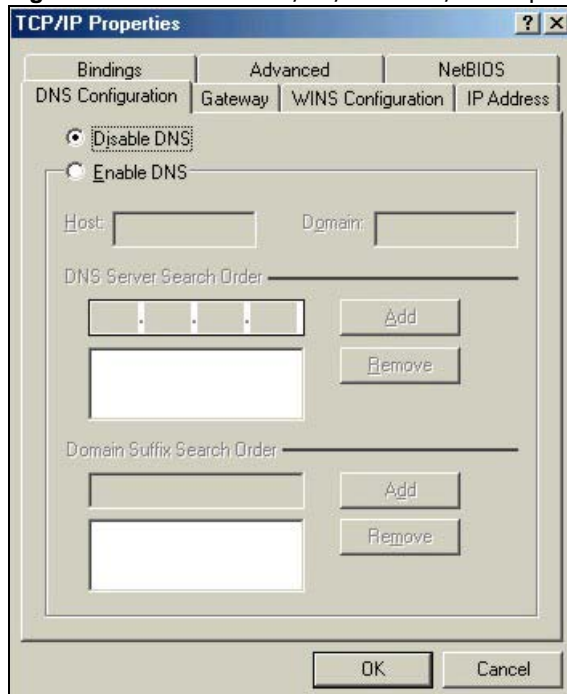 TCP/IP Properties
? ×
Bindings Advanced NetBIOS
DNS Configuration Gateway WINS Configuration IP Address
Disable DNS
Enable DNS
Host: Domain:
DNS Server Search Order
. . . Add
Remove
Domain Suffix Search Order
Add
Remove
OK Cancel